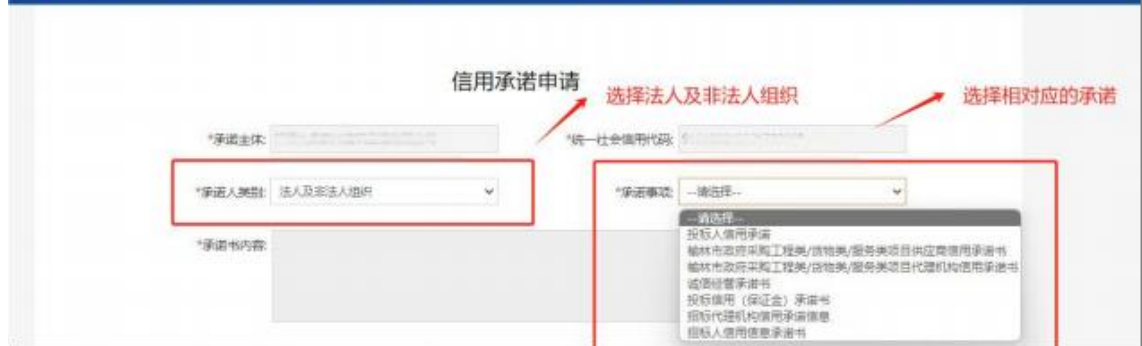 信用承诺申请
选择法人及非法人组织
选择相对应的承诺
*承诺主体:
*统一社会信用代码:
*承诺人类别: 法人及非法人组织
*承诺事项: --请选择--
--请选择--
投标人信用承诺
榆林市政府采购工程类/货物类/服务类项目供应商信用承诺书
榆林市政府采购工程类/货物类/服务类项目代理机构信用承诺书
诚信经营承诺书
投标信用（保证金）承诺书
招标代理机构信用承诺信息
招标人信用信息承诺书
*承诺书内容: